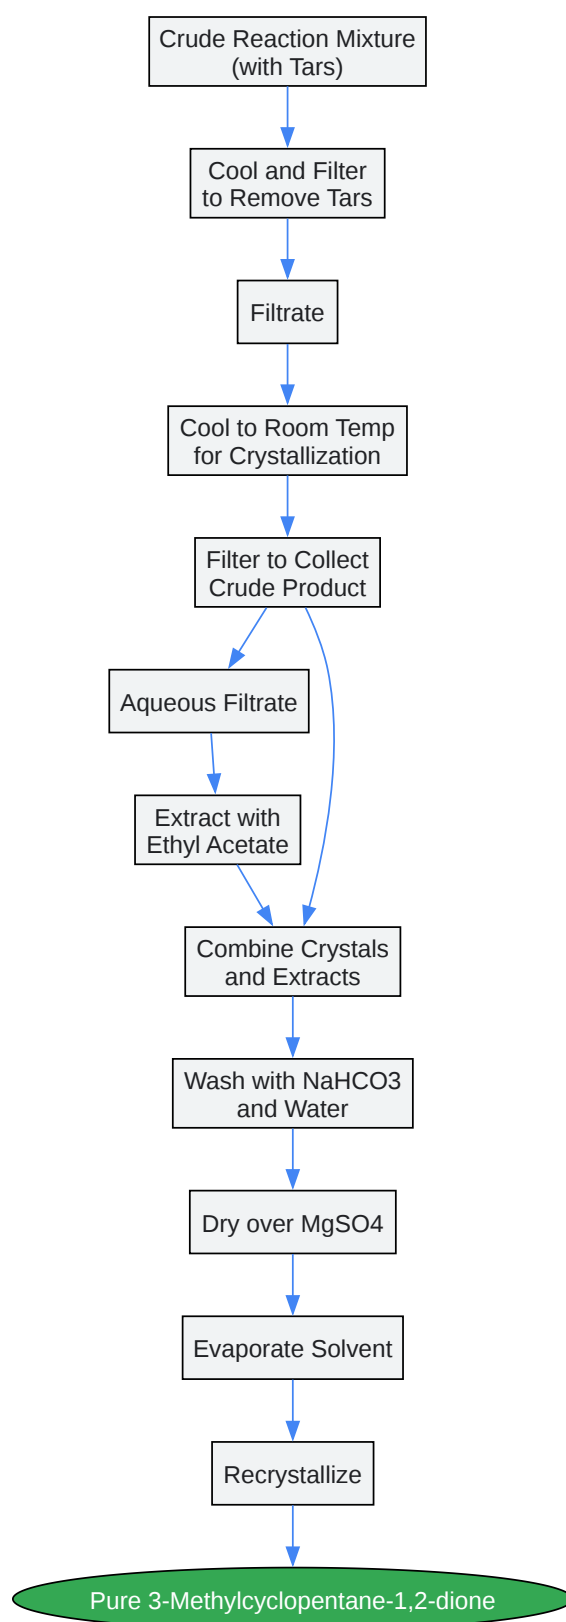 Crude Reaction Mixture
(with Tars)
Cool and Filter
to Remove Tars
Filtrate
Cool to Room Temp
for Crystallization
Filter to Collect
Crude Product
Aqueous Filtrate
Extract with
Ethyl Acetate
Combine Crystals
and Extracts
Wash with NaHCO3
and Water
Dry over MgSO4
Evaporate Solvent
Recrystallize
Pure 3-Methylcyclopentane-1,2-dione